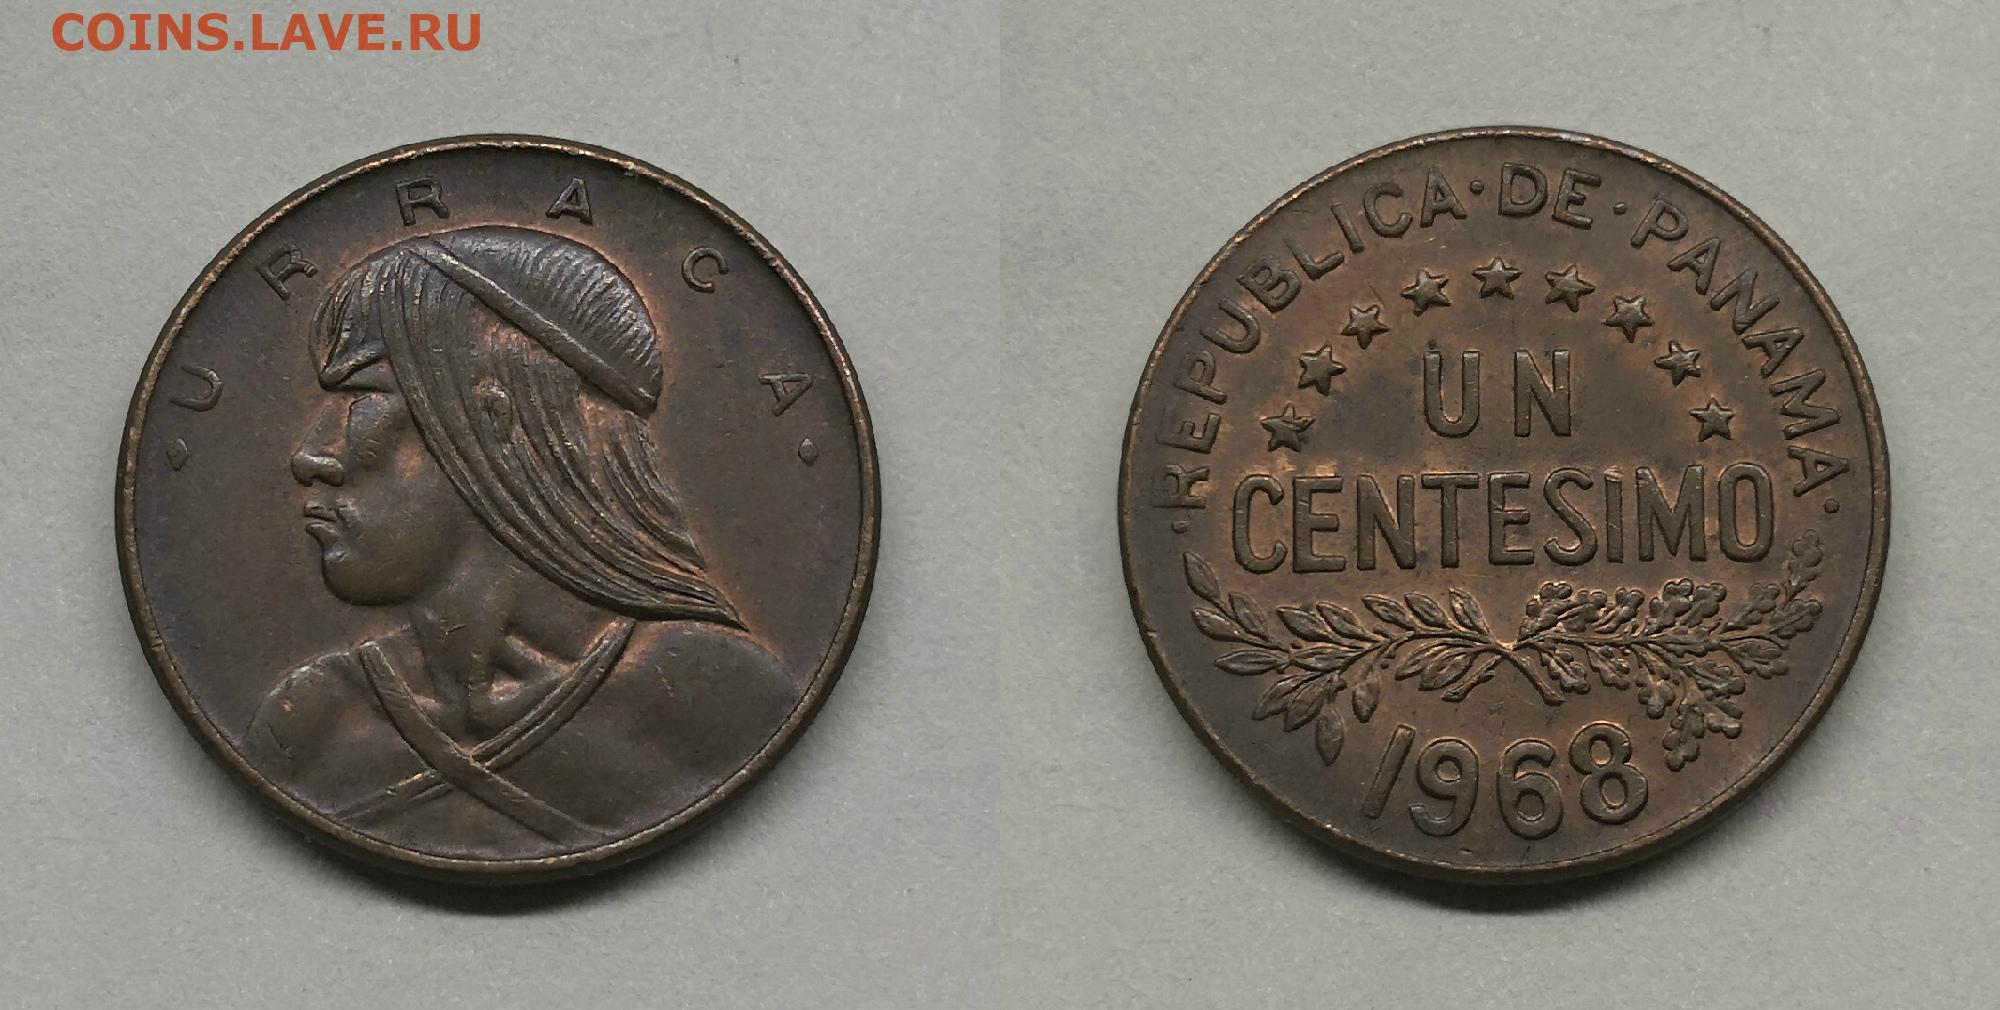 COINS.LAVE.RU
URRACA
·REPUBLICA·DE·PANAMA·
UN
CENTESIMO
1968